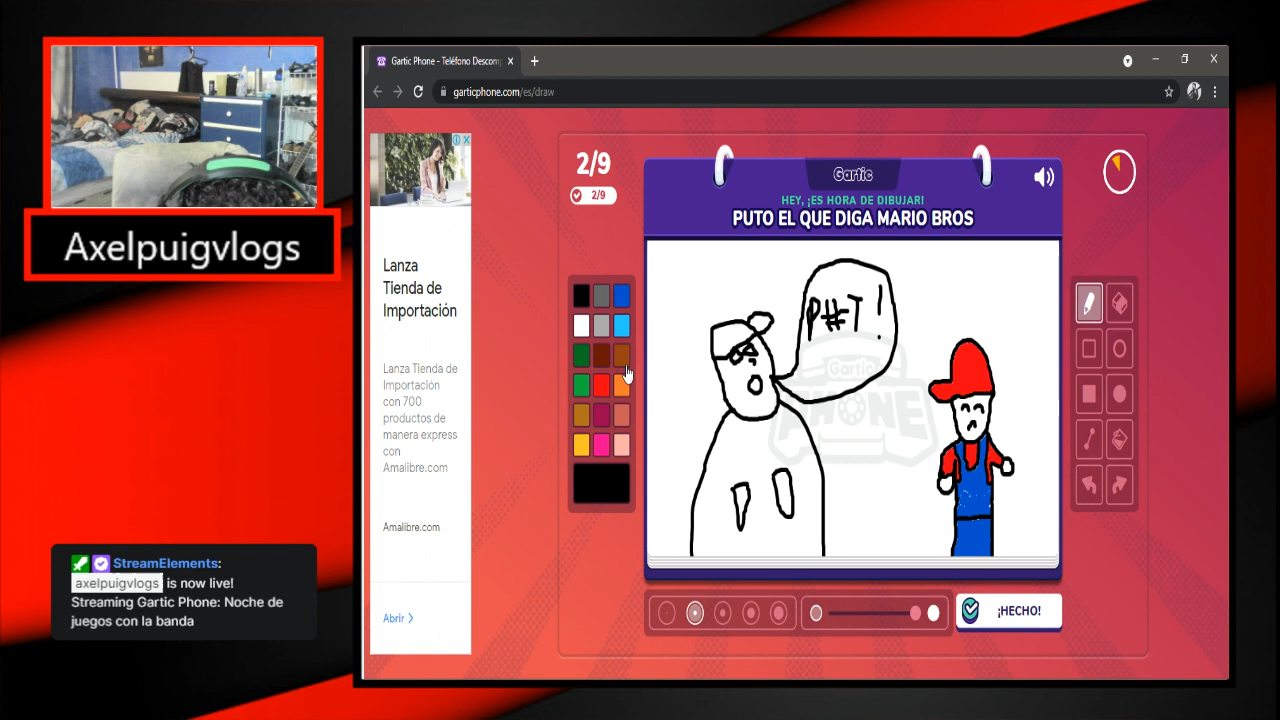 Gartic Phone - Teléfono Descom
garticphone.com/es/draw
Axelpuigvlogs
StreamElements:
axelpuigvlogs is now live!
Streaming Gartic Phone: Noche de
juegos con la banda
Lanza
Tienda de
Importación
Lanza Tienda de
Importación
con 700
productos de
manera express
con
Amalibre.com
Amalibre.com
Abrir
2/9
2/9
Gartic
HEY, ¡ES HORA DE DIBUJAR!
PUTO EL QUE DIGA MARIO BROS
P#T !
Gartic
PHONE
¡HECHO!